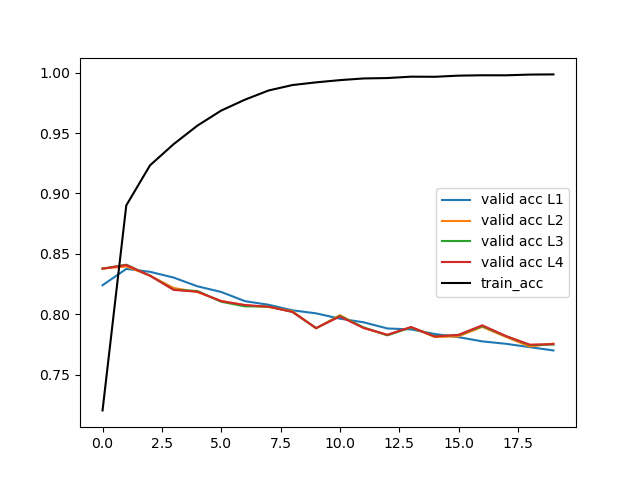 1.00
0.95
0.90
0.85
0.80
0.75
valid acc L1
valid acc L2
valid acc L3
valid acc L4
train_acc
0.0 2.5 5.0 7.5 10.0 12.5 15.0 17.5